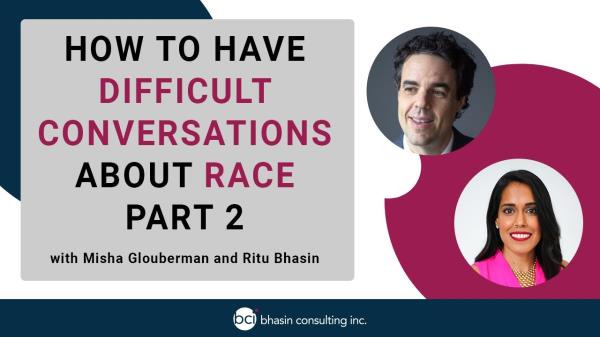 HOW TO HAVE
DIFFICULT
CONVERSATIONS
ABOUT RACE
PART 2
with Misha Glouberman and Ritu Bhasin
bci bhasin consulting inc.